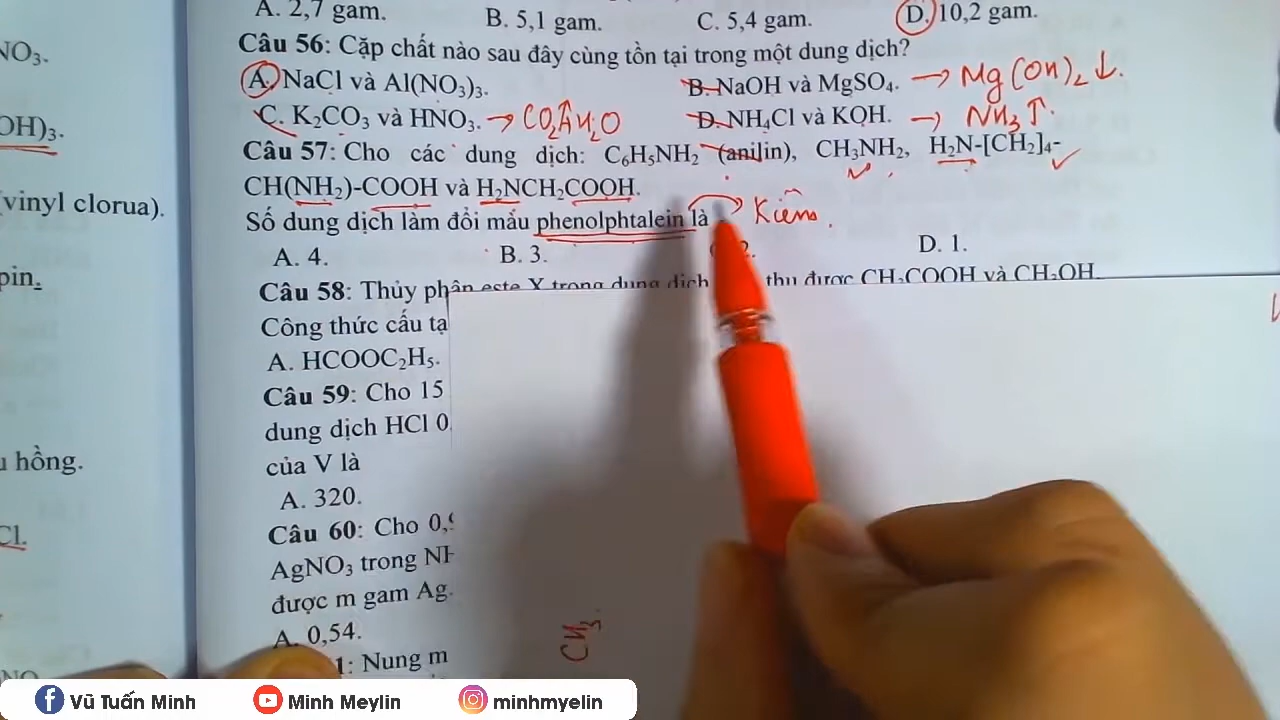 A. 2,7 gam. B. 5,1 gam. C. 5,4 gam. D. 10,2 gam.
NO₃.
Câu 56: Cặp chất nào sau đây cùng tồn tại trong một dung dịch?
A. NaCl và Al(NO₃)₃. B. NaOH và MgSO₄. → Mg(OH)₂ ↓.
C. K₂CO₃ và HNO₃. → CO₂↑ H₂O D. NH₄Cl và KOH. → NH₃↑.
OH)₃.
Câu 57: Cho các dung dịch: C₆H₅NH₂ (anilin), CH₃NH₂, H₂N-[CH₂]₄-
CH(NH₂)-COOH và H₂NCH₂COOH.
(vinyl clorua).
Số dung dịch làm đổi mầu phenolphtalein là Kiềm.
A. 4. B. 3. 2. D. 1.
pin.
Câu 58: Thủy phân este X trong dung dịch thu được CH₃COOH và CH₃OH.
Công thức cấu tạ
A. HCOOC₂H₅.
Câu 59: Cho 15
dung dịch HCl 0
hồng.
của V là
A. 320.
Cl.
Câu 60: Cho 0,9
AgNO₃ trong NH
được m gam Ag.
A. 0,54.
CH₃.
1: Nung m
Vũ Tuấn Minh Minh Meylin minhmyelin